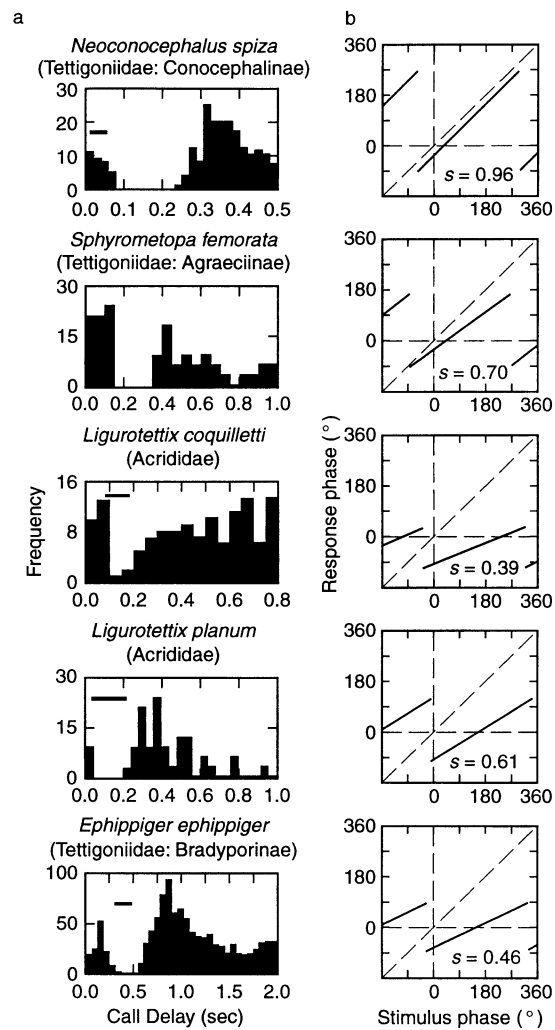 a
b
Neoconocephalus spiza
(Tettigoniidae: Conocephalinae)
30
20
10
0
0.0 0.1 0.2 0.3 0.4 0.5
360
180
0
s = 0.96
0 180 360
Sphyrometopa femorata
(Tettigoniidae: Agraeciinae)
30
15
0
0.0 0.2 0.4 0.6 0.8 1.0
360
180
0
s = 0.70
0 180 360
Ligurotettix coquilletti
(Acrididae)
16
8
0
0.0 0.2 0.4 0.6 0.8
Frequency
360
180
0
s = 0.39
0 180 360
Response phase (°)
Ligurotettix planum
(Acrididae)
30
15
0
0.0 0.2 0.4 0.6 0.8 1.0
360
180
0
s = 0.61
0 180 360
Ephippiger ephippiger
(Tettigoniidae: Bradyporinae)
100
50
0
0.0 0.5 1.0 1.5 2.0
Call Delay (sec)
360
180
0
s = 0.46
0 180 360
Stimulus phase (°)